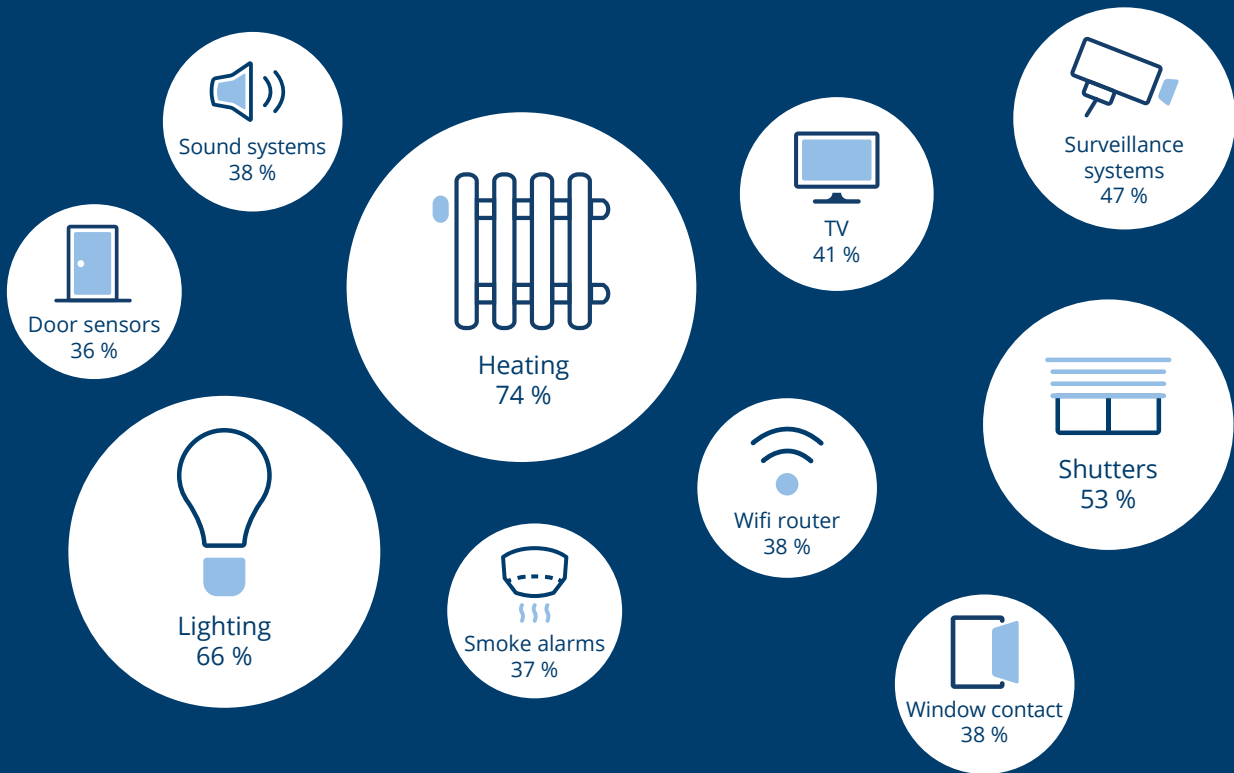 Sound systems
38 %
Surveillance
systems
47 %
TV
41 %
Door sensors
36 %
Heating
74 %
Shutters
53 %
Wifi router
38 %
Lighting
66 %
Smoke alarms
37 %
Window contact
38 %